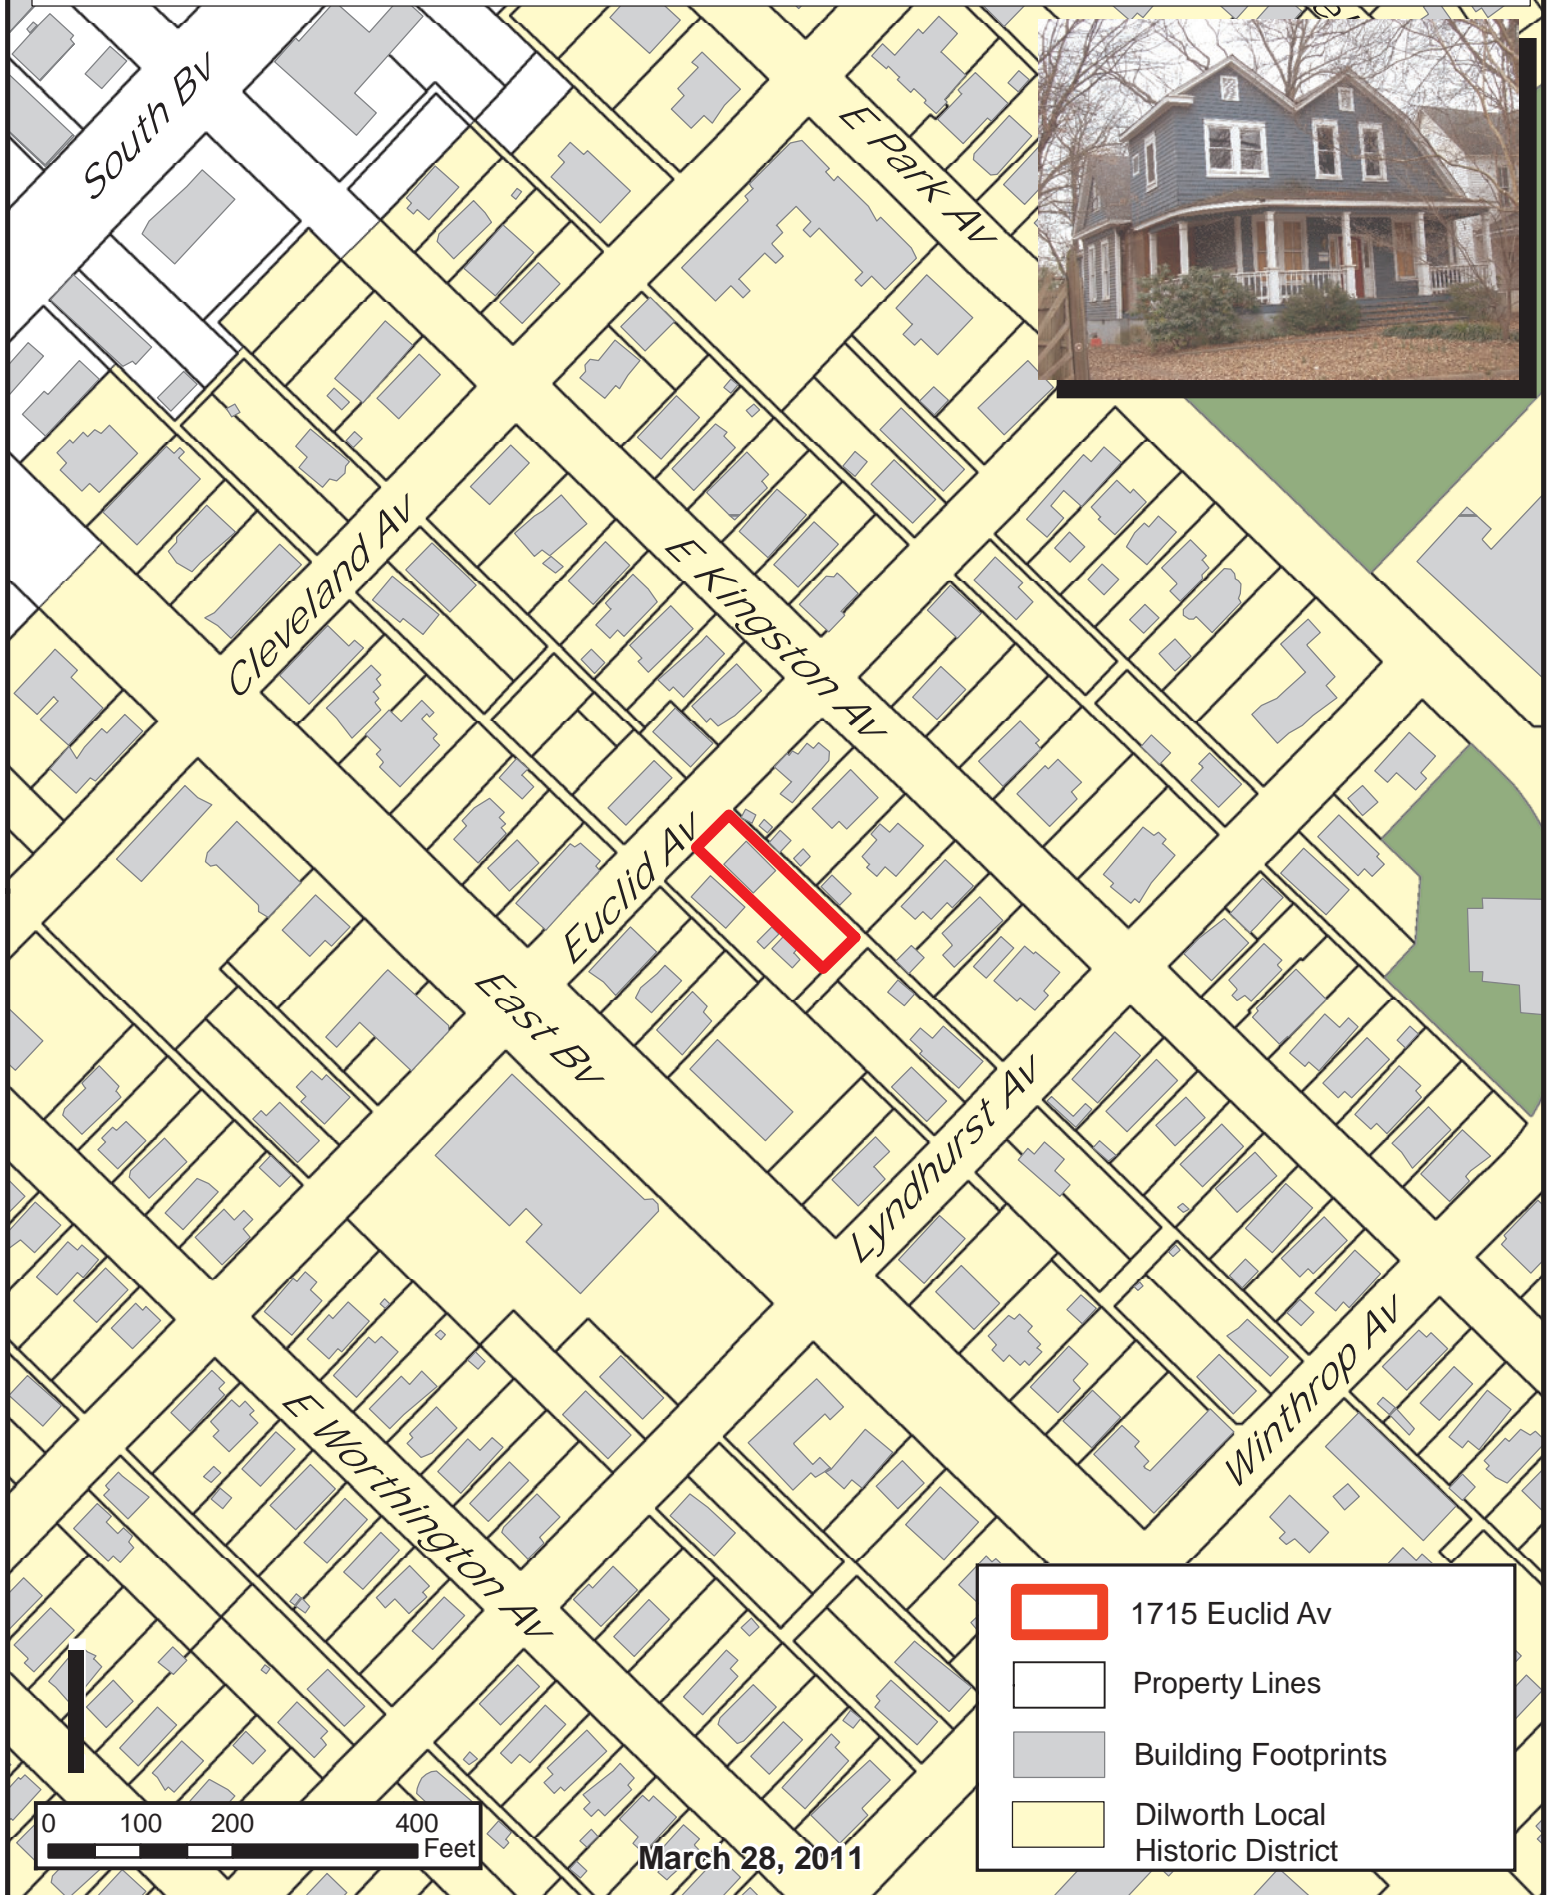 South Bv
E Park Av
Cleveland Av
E Kingston Av
Euclid Av
East Bv
Lyndhurst Av
Winthrop Av
E Worthington Av
1715 Euclid Av
Property Lines
Building Footprints
Dilworth Local
Historic District
0 100 200 400
Feet
March 28, 2011